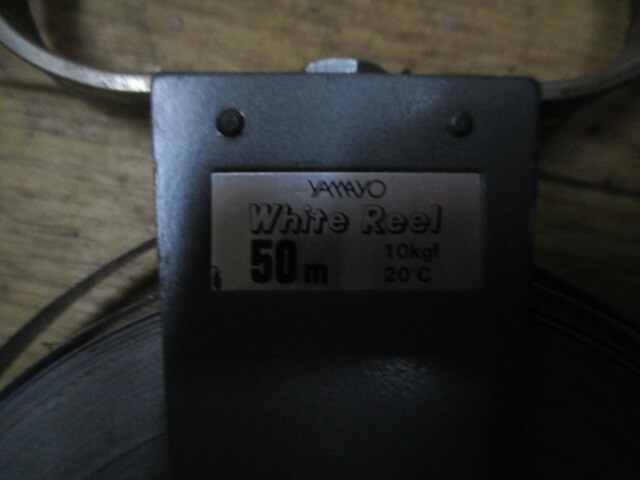 YAMAYO
White Reel
50m
10kgf
20°C